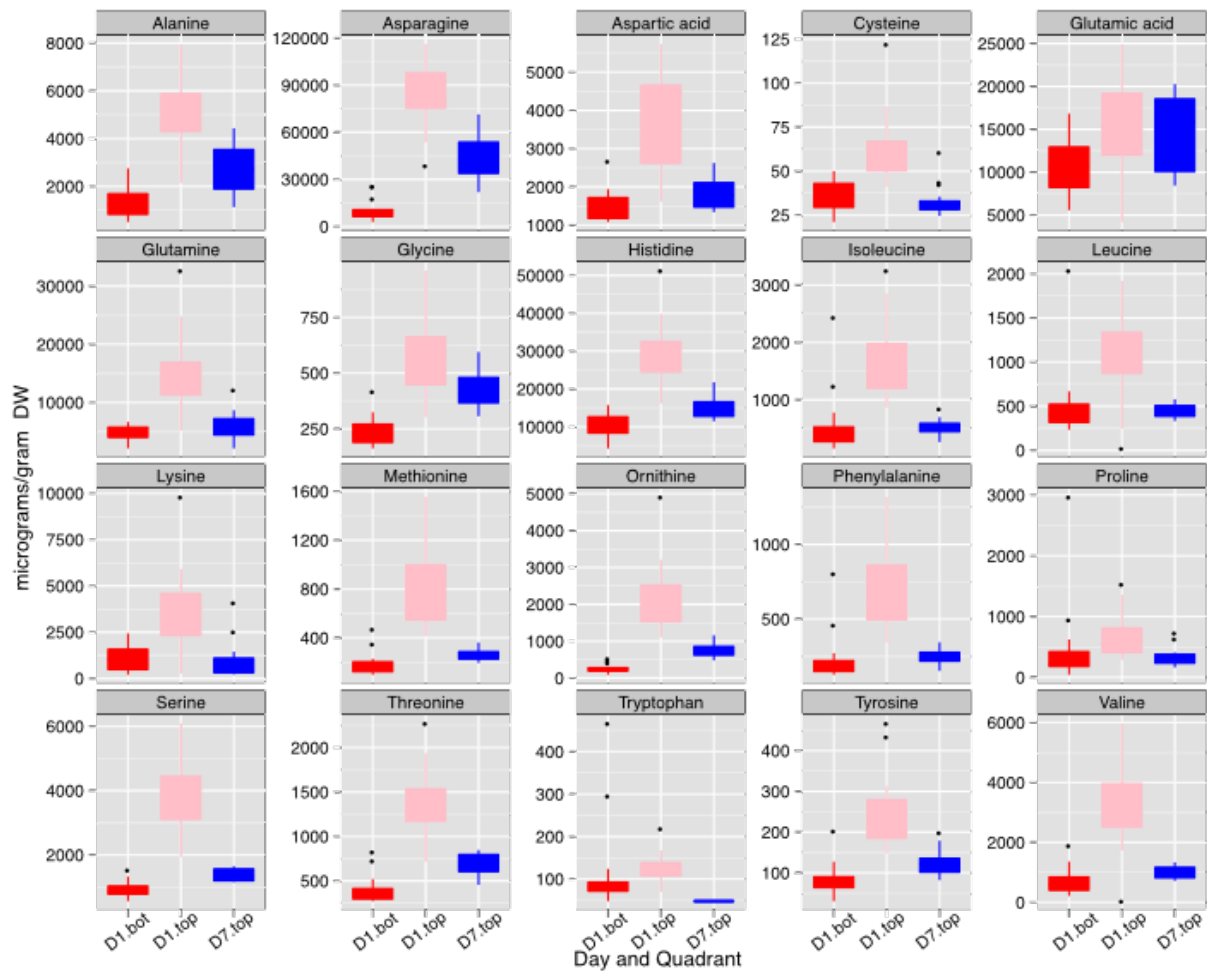 Alanine Asparagine Aspartic acid Cysteine Glutamic acid
8000 6000 4000 2000
120000 90000 60000 30000 0
5000 4000 3000 2000 1000
125 100 75 50 25
25000 20000 15000 10000 5000
Glutamine Glycine Histidine Isoleucine Leucine
30000 20000 10000
750 500 250
50000 40000 30000 20000 10000
3000 2000 1000
2000 1500 1000 500 0
Lysine Methionine Ornithine Phenylalanine Proline
10000 7500 5000 2500 0
1600 1200 800 400
5000 4000 3000 2000 1000 0
1000 500
3000 2000 1000 0
Serine Threonine Tryptophan Tyrosine Valine
6000 4000 2000
2000 1500 1000 500
400 300 200 100
400 300 200 100
6000 4000 2000 0
D1.bot D1.top D7.top D1.bot D1.top D7.top D1.bot D1.top D7.top D1.bot D1.top D7.top D1.bot D1.top D7.top
Day and Quadrant
micrograms/gram DW